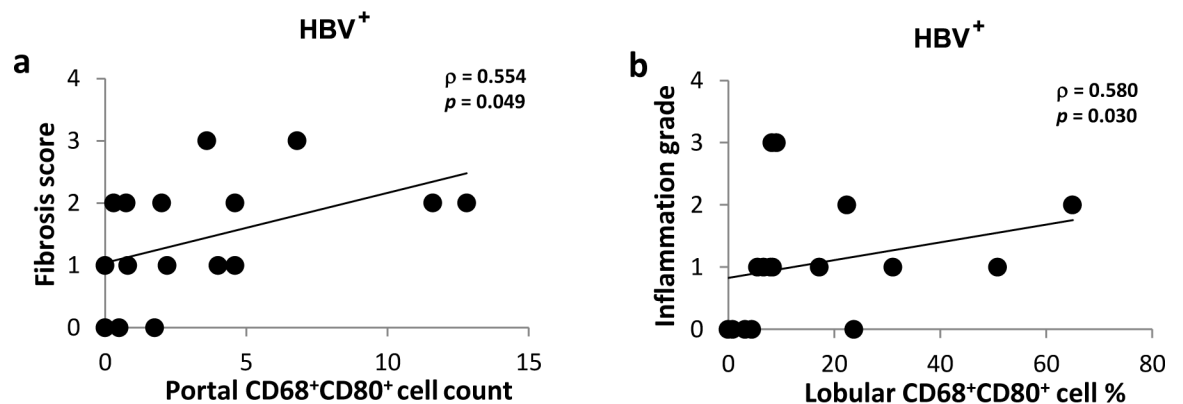 HBV⁺
a
ρ = 0.554
p = 0.049
Fibrosis score
4
3
2
1
0
0 5 10 15
Portal CD68⁺CD80⁺ cell count
HBV⁺
b
ρ = 0.580
p = 0.030
Inflammation grade
4
3
2
1
0
0 20 40 60 80
Lobular CD68⁺CD80⁺ cell %